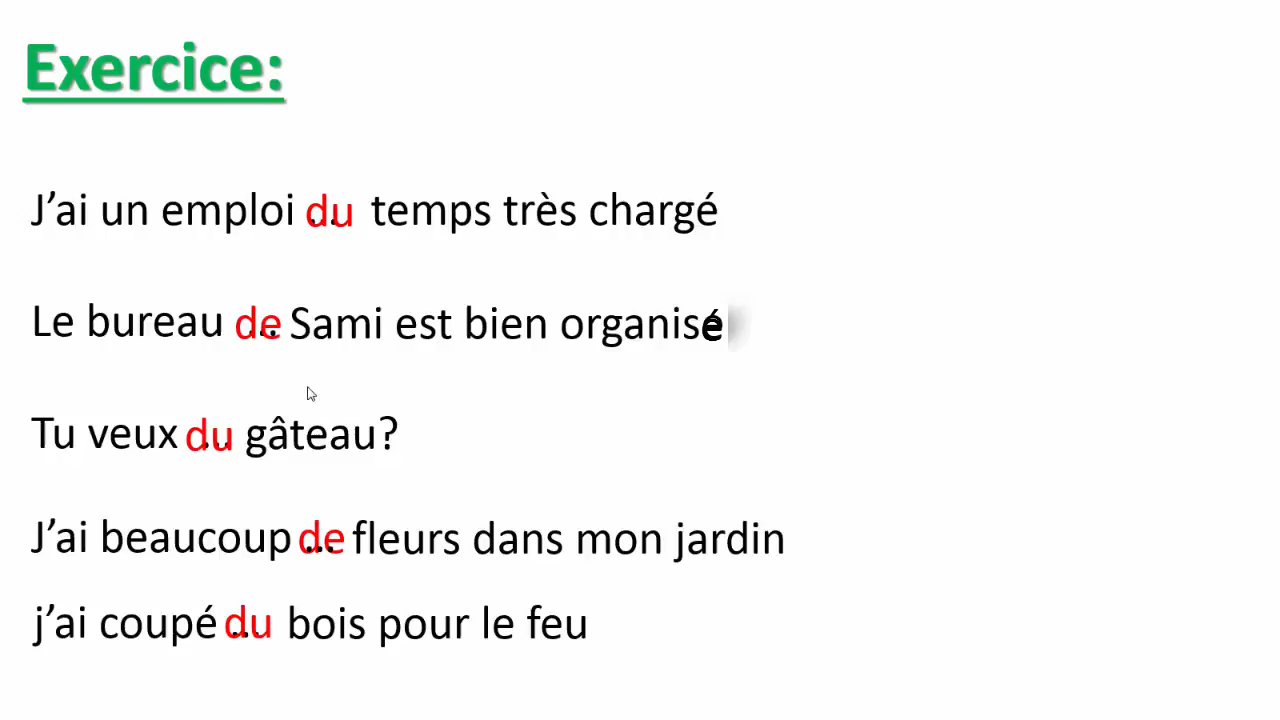 Exercice:
J'ai un emploi du temps très chargé
Le bureau de Sami est bien organisé
Tu veux du gâteau?
J'ai beaucoup de fleurs dans mon jardin
j'ai coupé du bois pour le feu